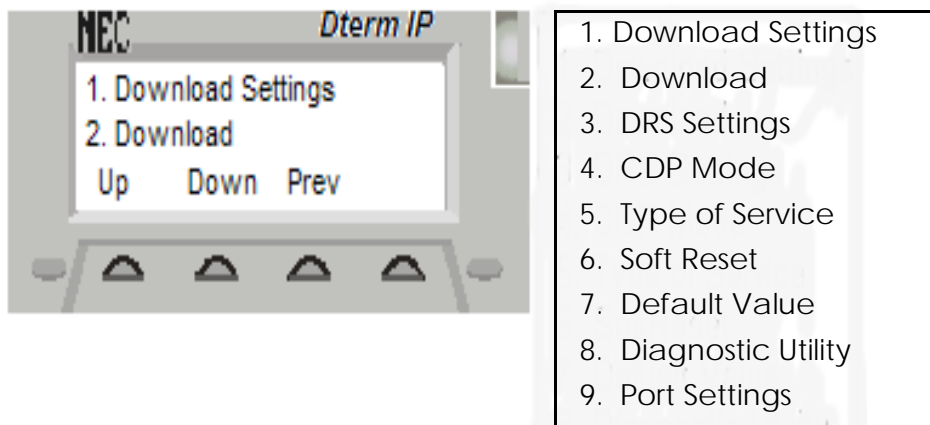 NEC Dterm IP
1. Download Settings
2. Download
Up Down Prev
1. Download Settings
2. Download
3. DRS Settings
4. CDP Mode
5. Type of Service
6. Soft Reset
7. Default Value
8. Diagnostic Utility
9. Port Settings